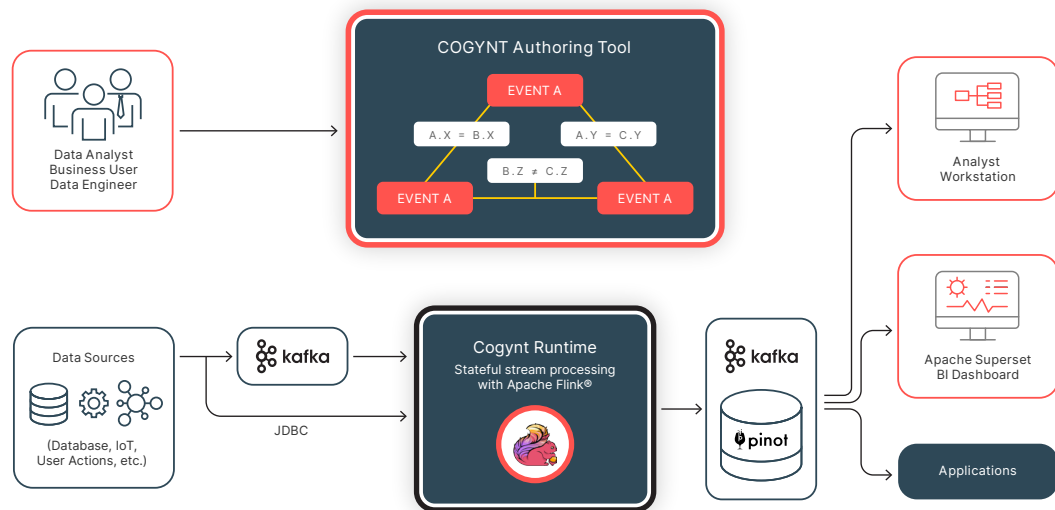 COGYNT Authoring Tool
EVENT A
A.X = B.X
A.Y = C.Y
B.Z ≠ C.Z
EVENT A
EVENT A
Data Analyst
Business User
Data Engineer
Analyst
Workstation
Data Sources
(Database, IoT,
User Actions, etc.)
kafka
JDBC
Cogynt Runtime
Stateful stream processing
with Apache Flink®
kafka
pinot
Apache Superset
BI Dashboard
Applications